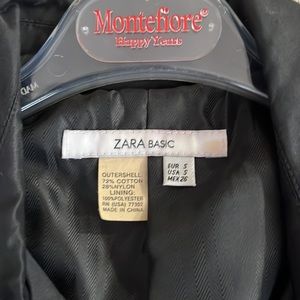 Montefiore®
Happy Years
ZARA BASIC
OUTERSHELL:
72% COTTON
28%NYLON
LINING:
100%POLYESTER
RN (USA) 77302
MADE IN CHINA
EUR S
USA S
MEX 26